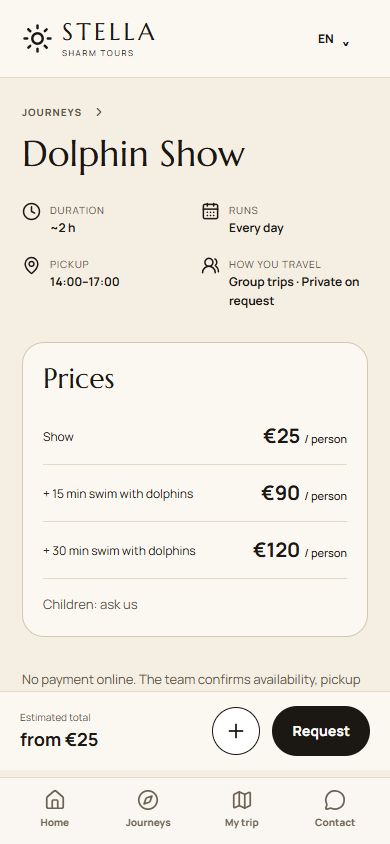 STELLA
SHARM TOURS
EN
JOURNEYS
Dolphin Show
DURATION
~2 h
RUNS
Every day
PICKUP
14:00–17:00
HOW YOU TRAVEL
Group trips · Private on
request
Prices
Show €25 / person
+ 15 min swim with dolphins €90 / person
+ 30 min swim with dolphins €120 / person
Children: ask us
No payment online. The team confirms availability, pickup
Estimated total
from €25
+
Request
Home
Journeys
My trip
Contact